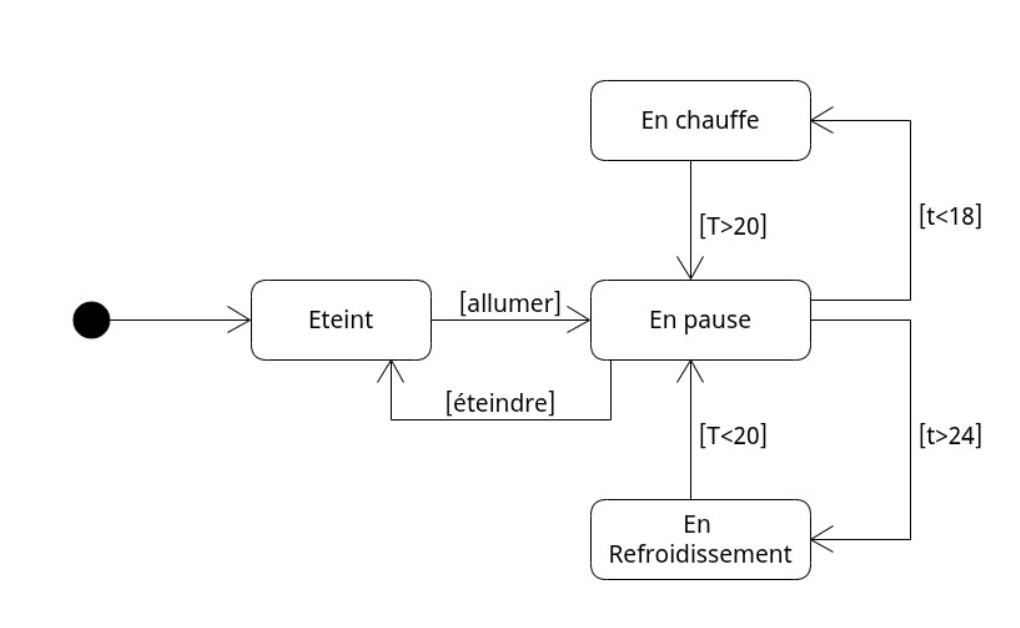 En chauffe
[t<18]
[T>20]
[allumer]
Eteint
En pause
[éteindre]
[T<20]
[t>24]
En
Refroidissement